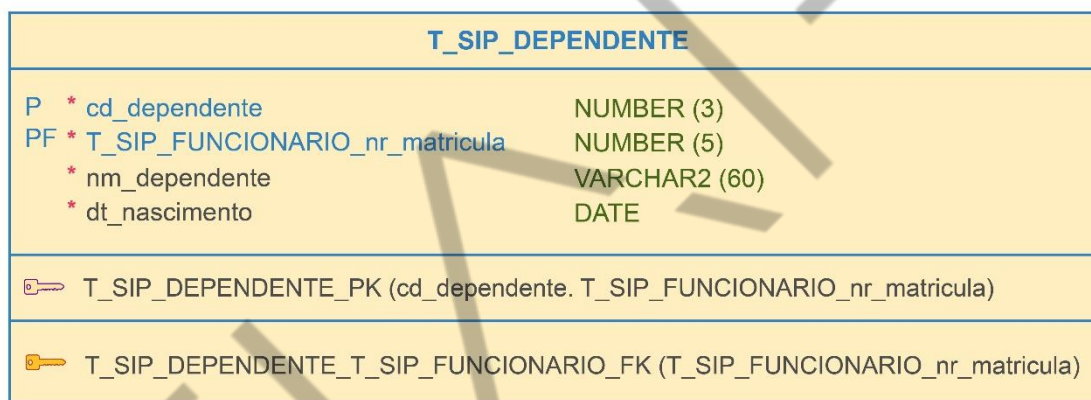 T_SIP_DEPENDENTE
P * cd_dependente NUMBER (3)
PF * T_SIP_FUNCIONARIO_nr_matricula NUMBER (5)
* nm_dependente VARCHAR2 (60)
* dt_nascimento DATE
T_SIP_DEPENDENTE_PK (cd_dependente. T_SIP_FUNCIONARIO_nr_matricula)
T_SIP_DEPENDENTE_T_SIP_FUNCIONARIO_FK (T_SIP_FUNCIONARIO_nr_matricula)